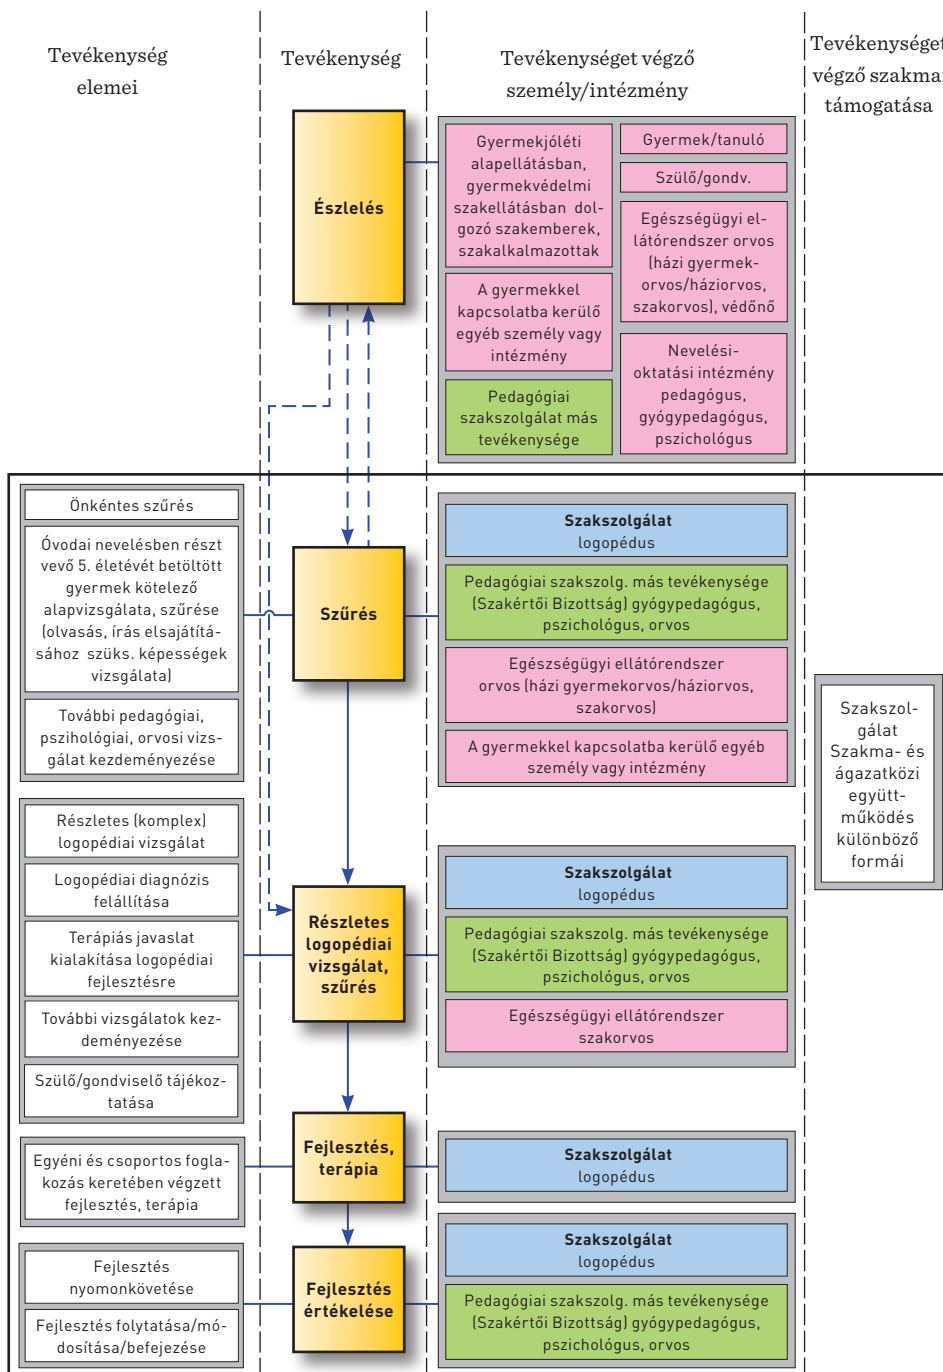 Tevékenység
elemei
Tevékenység
Tevékenységet végző
személy/intézmény
Tevékenységet
végző szakmai
támogatása
Észlelés
Gyermekjóléti
alapellátásban,
gyermekvédelmi
szakellátásban dol-
gozó szakemberek,
szakalkalmazottak
A gyermekkel
kapcsolatba kerülő
egyéb személy vagy
intézmény
Pedagógiai
szakszolgálat más
tevékenysége
Gyermek/tanuló
Szülő/gondv.
Egészségügyi el-
látórendszer orvos
(házi gyermek-
orvos/háziorvos,
szakorvos), védőnő
Nevelési-
oktatási intézmény
pedagógus,
gyógypedagógus,
pszichológus
Önkéntes szűrés
Óvodai nevelésben részt
vevő 5. életévét betöltött
gyermek kötelező
alapvizsgálata, szűrése
(olvasás, írás elsajátítá-
sához szüks. képességek
vizsgálata)
További pedagógiai,
pszihológiai, orvosi vizs-
gálat kezdeményezése
Szűrés
Szakszolgálat
logopédus
Pedagógiai szakszolg. más tevékenysége
(Szakértői Bizottság) gyógypedagógus,
pszichológus, orvos
Egészségügyi ellátórendszer
orvos (házi gyermekorvos/háziorvos,
szakorvos)
A gyermekkel kapcsolatba kerülő egyéb
személy vagy intézmény
Szakszol-
gálat
Szakma- és
ágazatközi
együtt-
működés
különböző
formái
Részletes (komplex)
logopédiai vizsgálat
Logopédiai diagnózis
felállítása
Terápiás javaslat
kialakítása logopédiai
fejlesztésre
További vizsgálatok kez-
deményezése
Szülő/gondviselő tájékoz-
tatása
Részletes
logopédiai
vizsgálat,
szűrés
Szakszolgálat
logopédus
Pedagógiai szakszolg. más tevékenysége
(Szakértői Bizottság) gyógypedagógus,
pszichológus, orvos
Egészségügyi ellátórendszer
szakorvos
Egyéni és csoportos fogla-
kozás keretében végzett
fejlesztés, terápia
Fejlesztés,
terápia
Szakszolgálat
logopédus
Fejlesztés
nyomonkövetése
Fejlesztés folytatása/mó-
dosítása/befejezése
Fejlesztés
értékelése
Szakszolgálat
logopédus
Pedagógiai szakszolg. más tevékenysége
(Szakértői Bizottság) gyógypedagógus,
pszichológus, orvos